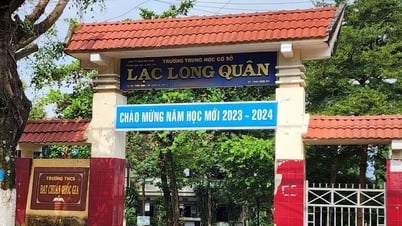 TRƯỜNG TRUNG HỌC CƠ SỞ
LẠC LONG QUÂN
CHÀO MỪNG NĂM HỌC MỚI 2023 - 2024
TRƯỜNG THCS
ĐẠT CHUẨN QUỐC GIA